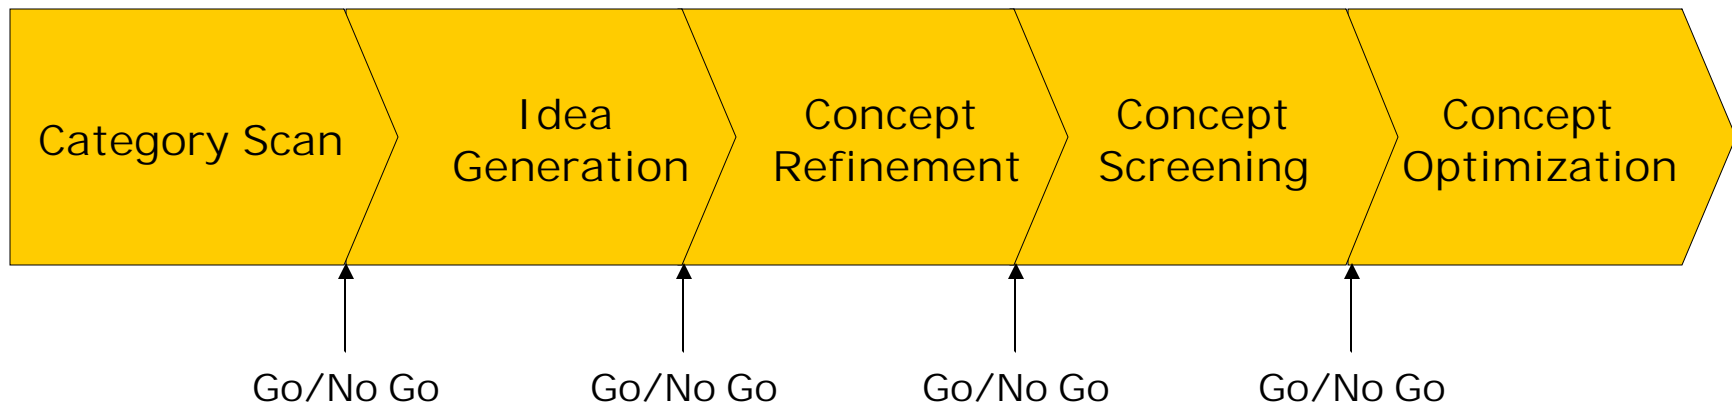 Category Scan
Idea
Generation
Concept
Refinement
Concept
Screening
Concept
Optimization
Go/No Go
Go/No Go
Go/No Go
Go/No Go